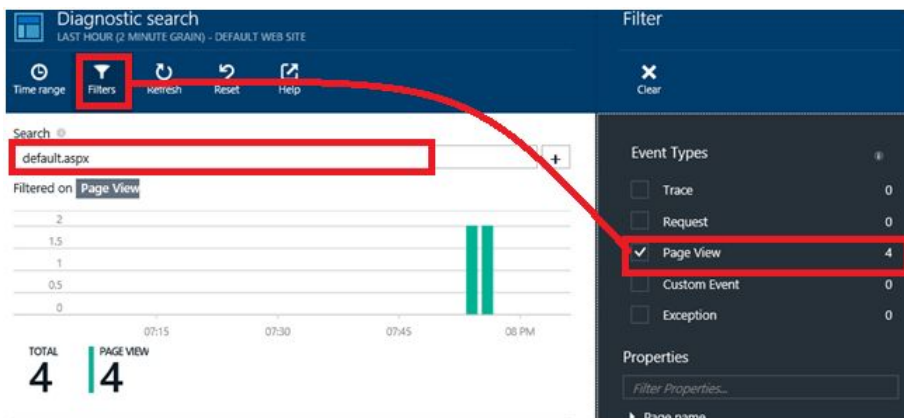 Diagnostic search
LAST HOUR (2 MINUTE GRAIN) - DEFAULT WEB SITE
Time range
Filters
Refresh
Reset
Help
Search
default.aspx
+
Filtered on Page View
2
1.5
1
0.5
0
07:15
07:30
07:45
08 PM
TOTAL
4
PAGE VIEW
4
Filter
Clear
Event Types
Trace 0
Request 0
Page View 4
Custom Event 0
Exception 0
Properties
Filter Properties...
Page name